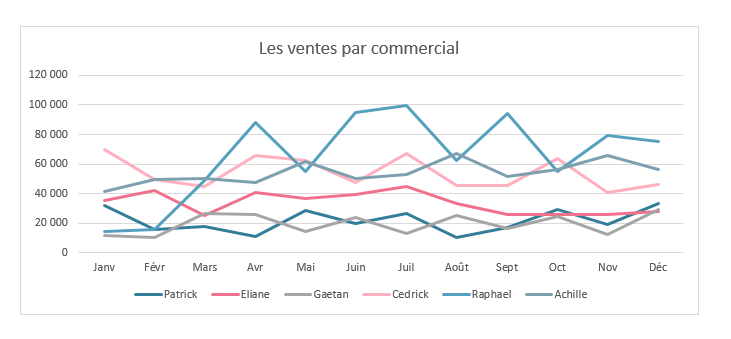 Les ventes par commercial
120 000
100 000
80 000
60 000
40 000
20 000
0
Janv Févr Mars Avr Mai Juin Juil Août Sept Oct Nov Déc
Patrick Eliane Gaetan Cedrick Raphael Achille